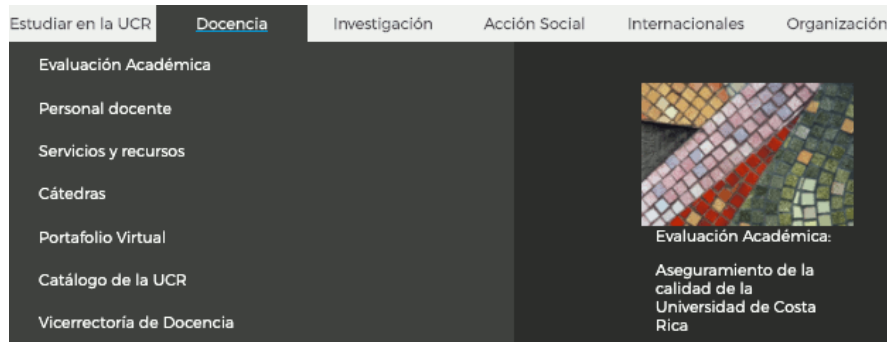 Estudiar en la UCR Docencia Investigación Acción Social Internacionales Organización
Evaluación Académica
Personal docente
Servicios y recursos
Cátedras
Portafolio Virtual
Catálogo de la UCR
Vicerrectoría de Docencia
Evaluación Académica:
Aseguramiento de la
calidad de la
Universidad de Costa
Rica